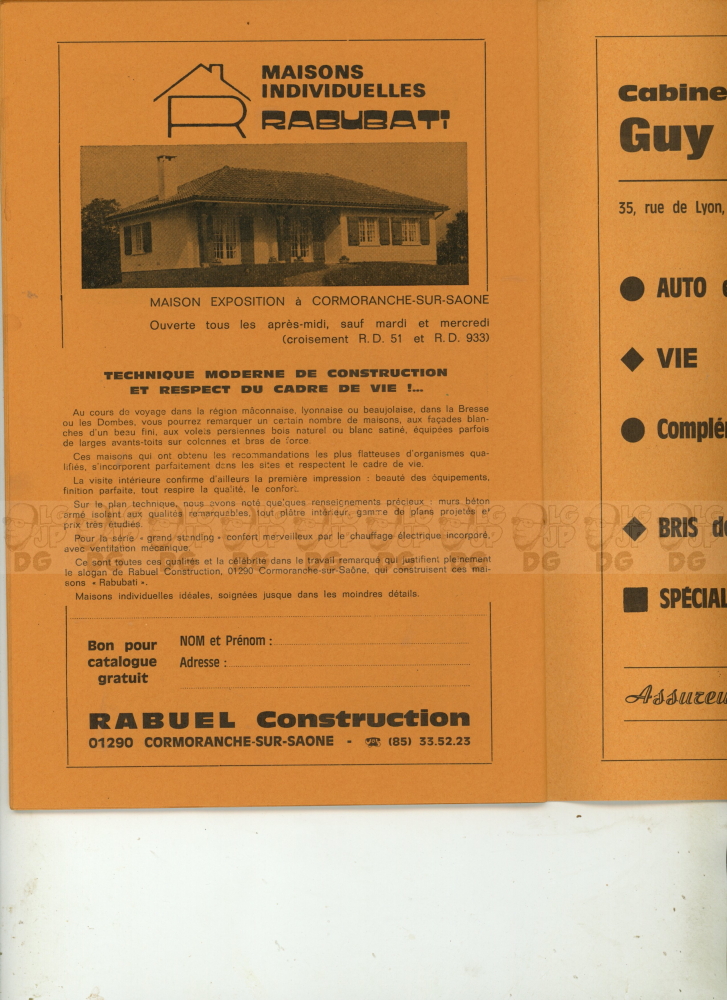 MAISONS
INDIVIDUELLES
RABUBATI
MAISON EXPOSITION à CORMORANCHE-SUR-SAONE
Ouverte tous les après-midi, sauf mardi et mercredi
(croisement R.D. 51 et R.D. 933)
TECHNIQUE MODERNE DE CONSTRUCTION
ET RESPECT DU CADRE DE VIE !...
Au cours de voyage dans la région mâconnaise, lyonnaise ou beaujolaise, dans la Bresse
ou les Dombes, vous pourrez remarquer un certain nombre de maisons, aux façades blan-
ches d'un beau fini, aux volets persiennes bois naturel ou blanc satiné, équipées parfois
de larges avants-toits sur colonnes et bras de force.
Ces maisons qui ont obtenu les recommandations les plus flatteuses d'organismes qua-
lifiés, s'incorporent parfaitement dans les sites et respectent le cadre de vie.
La visite intérieure confirme d'ailleurs la première impression : beauté des équipements,
finition parfaite, tout respire la qualité, le confort.
Sur le plan technique, nous avons noté quelques renseignements précieux : murs béton
armé isolant aux qualités remarquables, tout plâtre intérieur, gamme de plans projetés et
prix très étudiés.
Pour la série « grand standing » confort merveilleux par le chauffage électrique incorporé,
avec ventilation mécanique.
Ce sont toutes ces qualités et la célébrite dans le travail remarqué qui justifient pleinement
le slogan de Rabuel Construction, 01290 Cormoranche-sur-Saône, qui construisent ces mai-
sons « Rabubati ».
Maisons individuelles idéales, soignées jusque dans les moindres détails.
Bon pour
catalogue
gratuit
NOM et Prénom :
Adresse :
RABUEL Construction
01290 CORMORANCHE-SUR-SAONE - ☎ (85) 33.52.23
Cabine
Guy
35, rue de Lyon,
● AUTO
◆ VIE
● Complé
◆ BRIS de
■ SPÉCIAL
Assureu
JP
DG